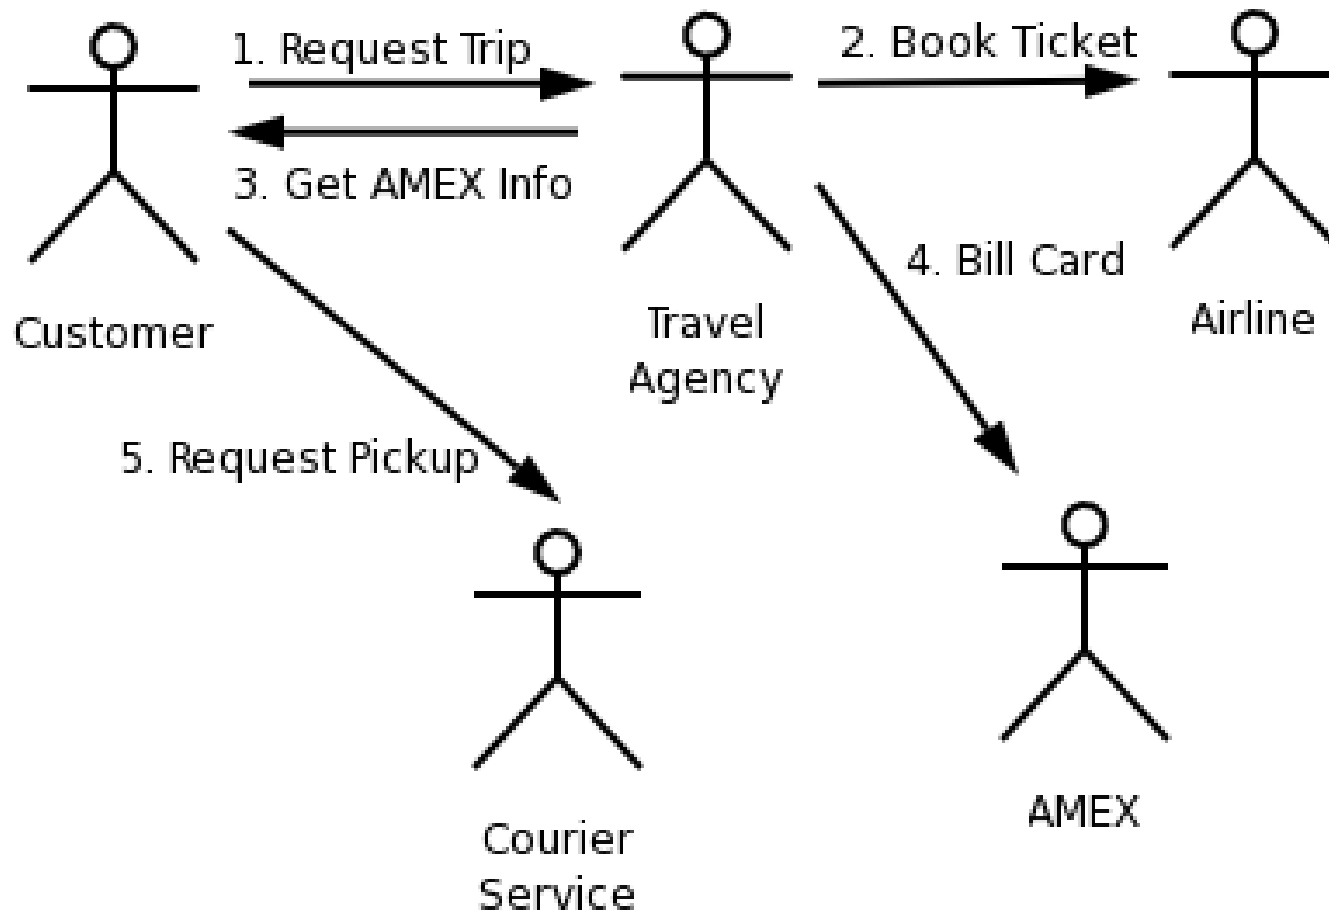 1. Request Trip
2. Book Ticket
3. Get AMEX Info
4. Bill Card
Customer
Travel
Agency
Airline
5. Request Pickup
AMEX
Courier
Service